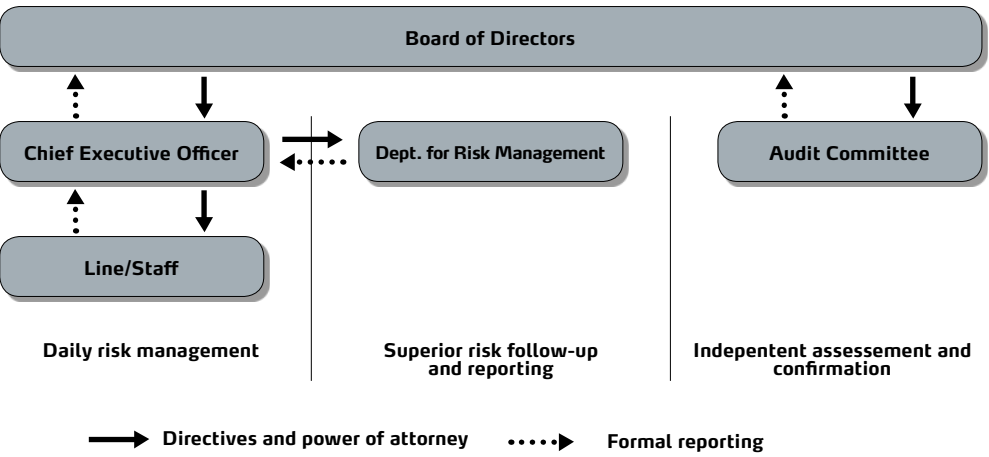 Board of Directors
Chief Executive Officer
Dept. for Risk Management
Audit Committee
Line/Staff
Daily risk management
Superior risk follow-up
and reporting
Indepentent assessement and
confirmation
Directives and power of attorney
Formal reporting